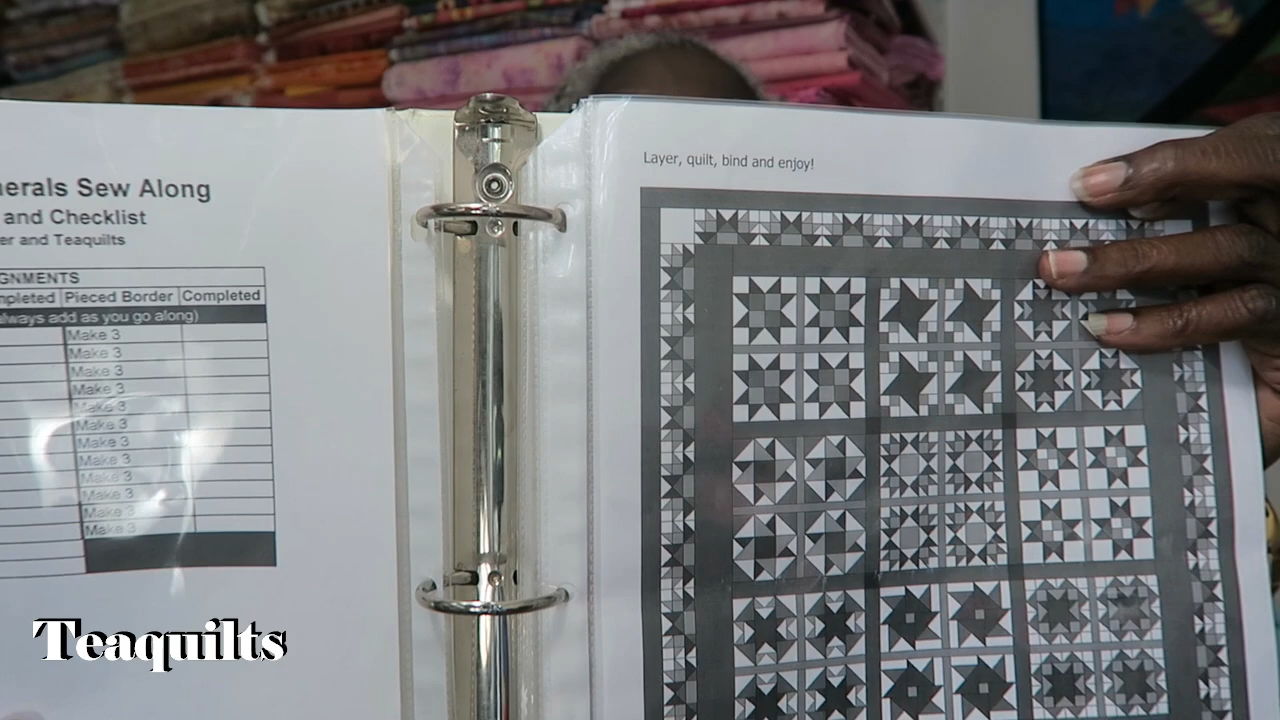 nerals Sew Along
and Checklist
er and Teaquilts
GNMENTS
mpleted Pieced Border Completed
always add as you go along)
Make 3
Make 3
Make 3
Make 3
Make 3
Make 3
Make 3
Make 3
Make 3
Make 3
Make 3
Make 3
Layer, quilt, bind and enjoy!
Teaquilts